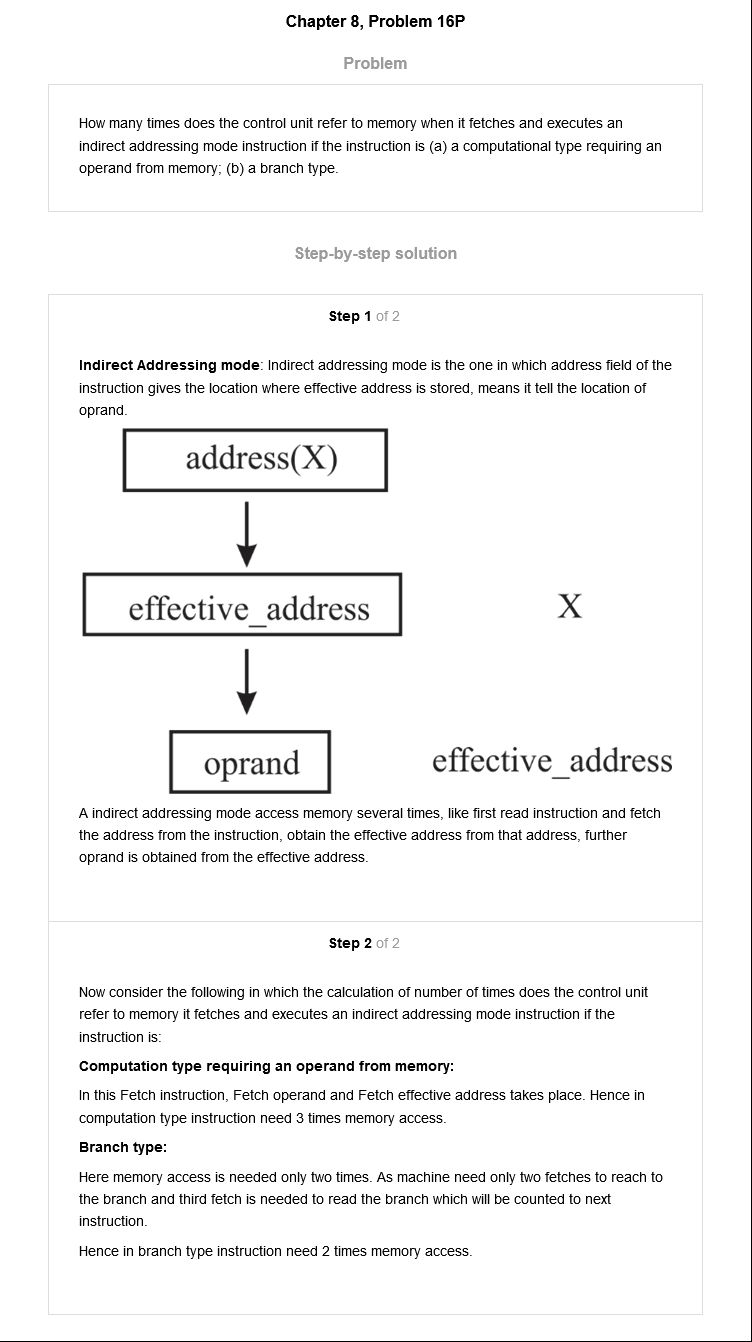 Chapter 8, Problem 16P
Problem
How many times does the control unit refer to memory when it fetches and executes an
indirect addressing mode instruction if the instruction is (a) a computational type requiring an
operand from memory; (b) a branch type.
Step-by-step solution
Step 1 of 2
Indirect Addressing mode: Indirect addressing mode is the one in which address field of the
instruction gives the location where effective address is stored, means it tell the location of
oprand.
address(X)
effective_address X
oprand effective_address
A indirect addressing mode access memory several times, like first read instruction and fetch
the address from the instruction, obtain the effective address from that address, further
oprand is obtained from the effective address.
Step 2 of 2
Now consider the following in which the calculation of number of times does the control unit
refer to memory it fetches and executes an indirect addressing mode instruction if the
instruction is:
Computation type requiring an operand from memory:
In this Fetch instruction, Fetch operand and Fetch effective address takes place. Hence in
computation type instruction need 3 times memory access.
Branch type:
Here memory access is needed only two times. As machine need only two fetches to reach to
the branch and third fetch is needed to read the branch which will be counted to next
instruction.
Hence in branch type instruction need 2 times memory access.